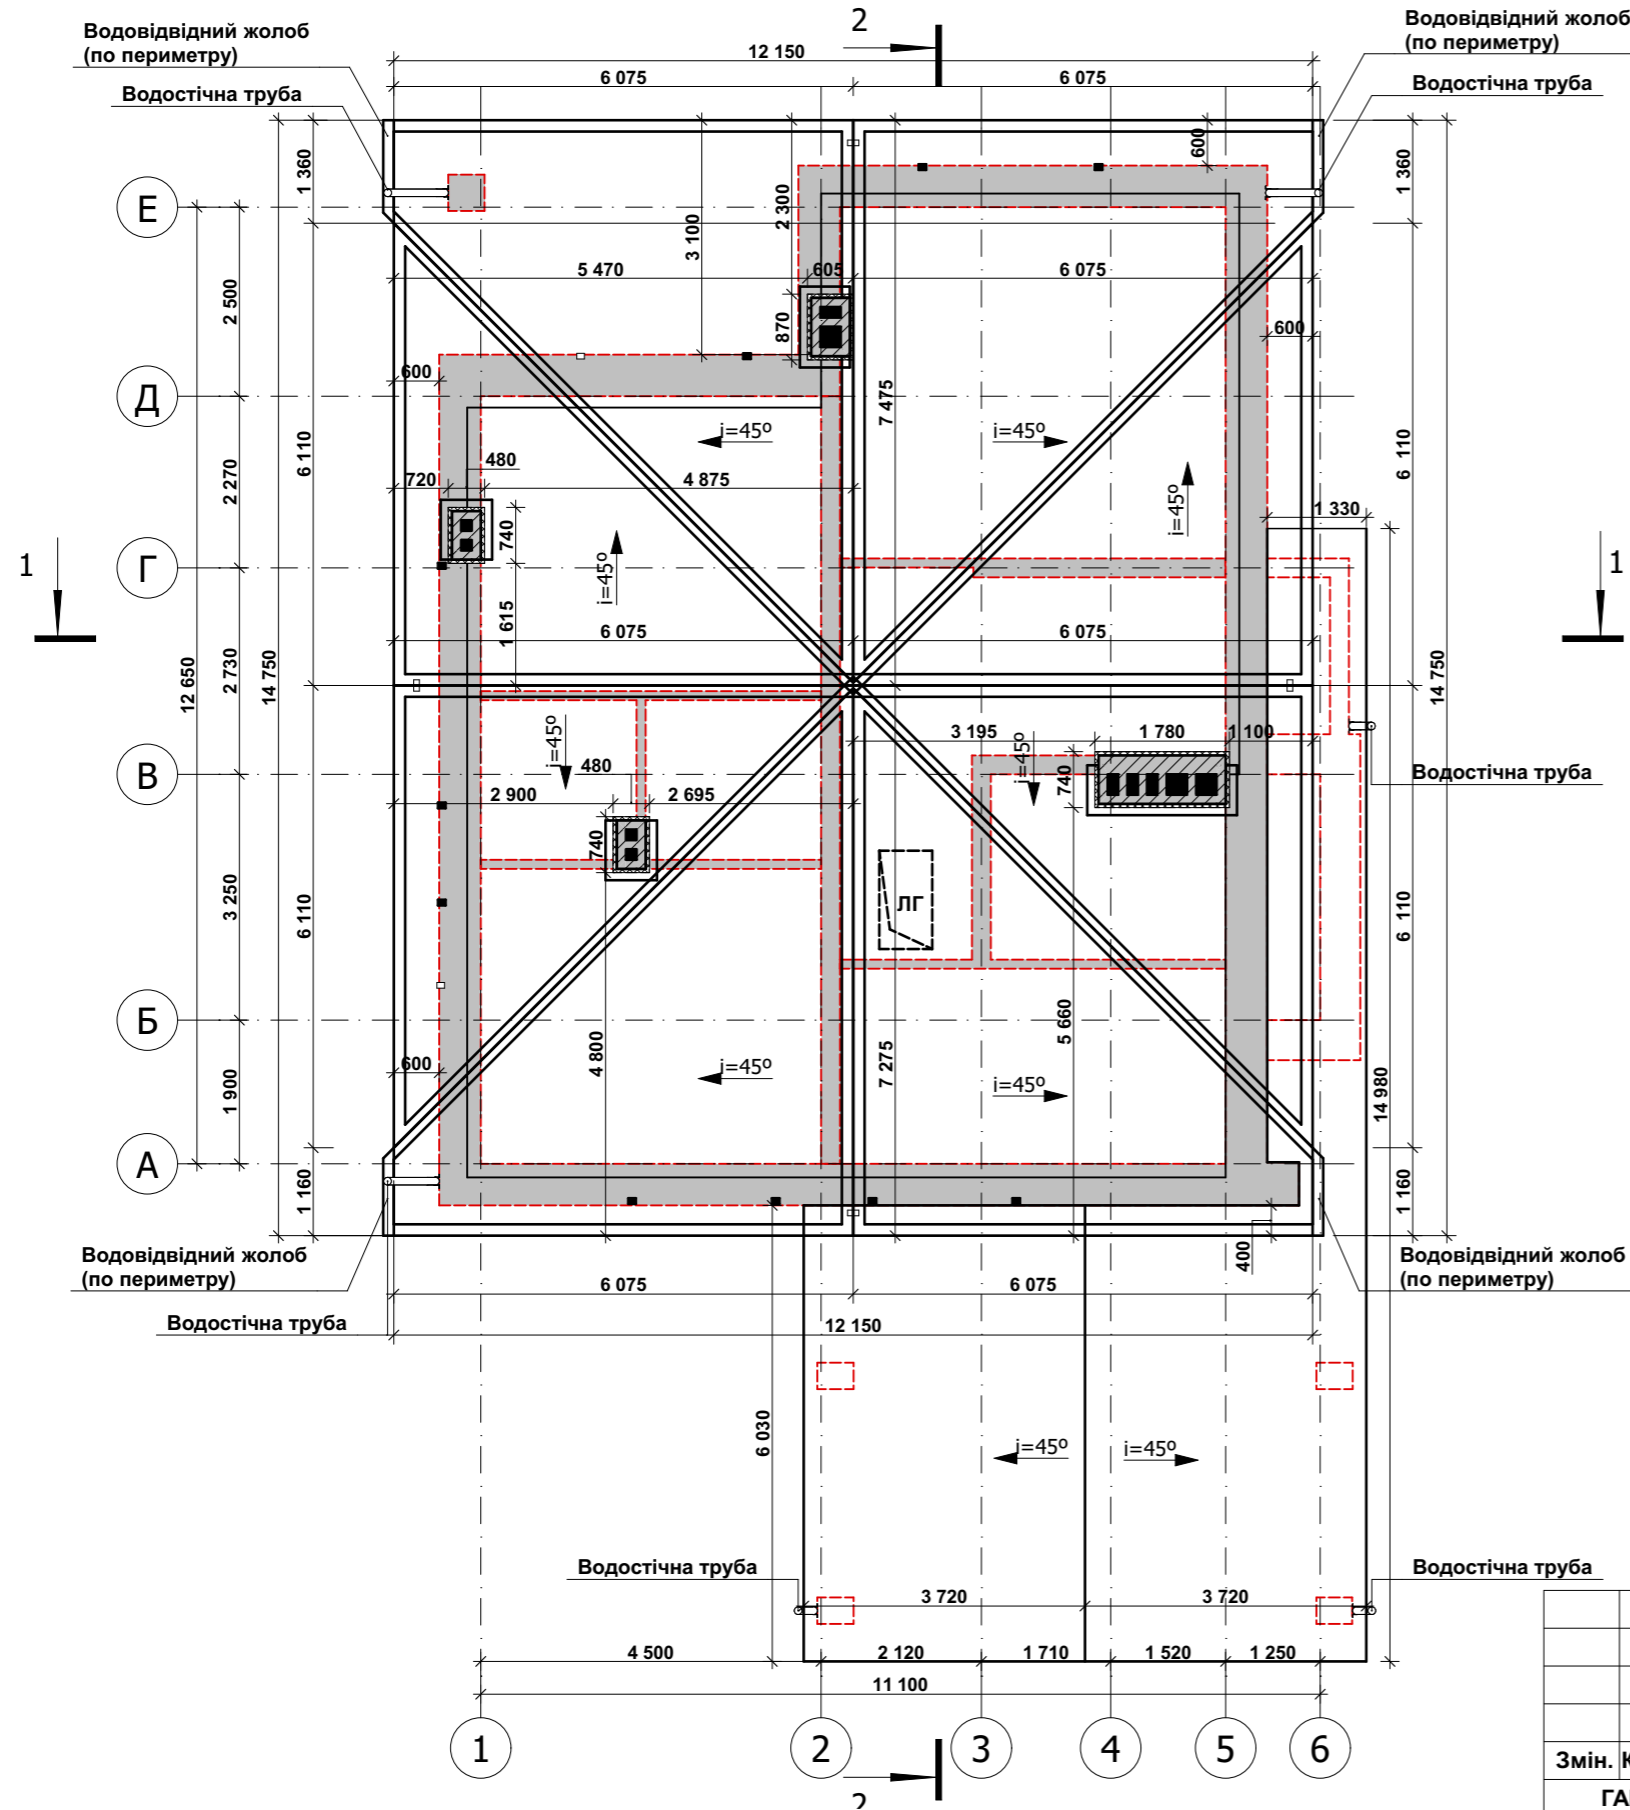 Водовідвідний жолоб
(по периметру)
Водостічна труба
2
Водовідвідний жолоб
(по периметру)
Водостічна труба
12 150
6 075
6 075
1 360
600
1 360
Е
2 300
3 100
5 470
605
6 075
2 500
870
600
600
Д
7 475
i=45º
i=45º
480
720
4 875
6 110
2 270
6 110
i=45º
1 330
740
1
Г
i=45º
1
1 615
6 075
6 075
12 650
2 730
14 750
14 750
3 195
1 780
1 100
i=45º
i=45º
В
480
740
Водостічна труба
2 900
2 695
740
ЛГ
3 250
6 110
6 110
Б
4 800
5 660
7 275
600
i=45º
i=45º
1 900
14 980
А
1 160
1 160
400
Водовідвідний жолоб
(по периметру)
Водовідвідний жолоб
(по периметру)
6 075
6 075
Водостічна труба
12 150
6 030
i=45º
i=45º
Водостічна труба
Водостічна труба
3 720
3 720
4 500
2 120
1 710
1 520
1 250
11 100
1
2
3
4
5
6
2
Змін.